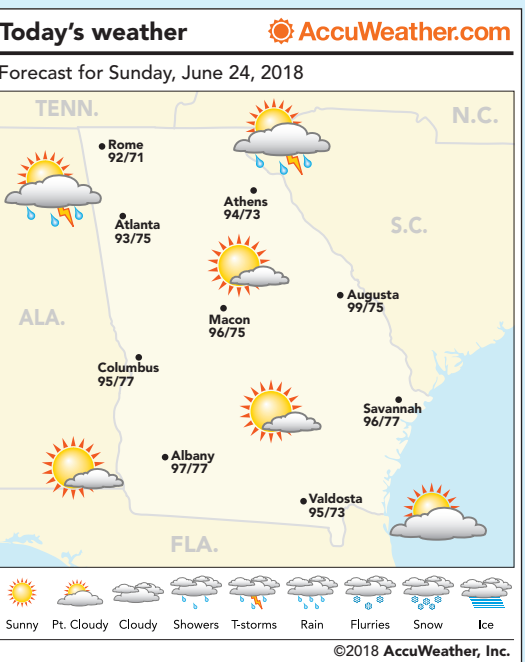 Today's weather
AccuWeather.com
Forecast for Sunday, June 24, 2018
TENN.
N.C.
Rome
92/71
Athens
94/73
Atlanta
93/75
S.C.
Augusta
99/75
ALA.
Macon
96/75
Columbus
95/77
Savannah
96/77
Albany
97/77
Valdosta
95/73
FLA.
Sunny Pt. Cloudy Cloudy Showers T-storms Rain Flurries Snow Ice
©2018 AccuWeather, Inc.